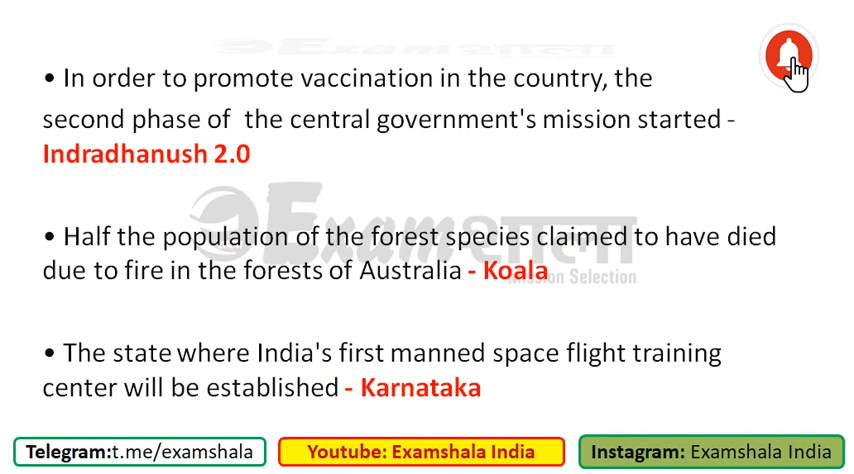 • In order to promote vaccination in the country, the
second phase of the central government's mission started -
Indradhanush 2.0
Examशाला
• Half the population of the forest species claimed to have died
due to fire in the forests of Australia - Koala
Mission Selection
• The state where India's first manned space flight training
center will be established - Karnataka
Telegram:t.me/examshala
Youtube: Examshala India
Instagram: Examshala India